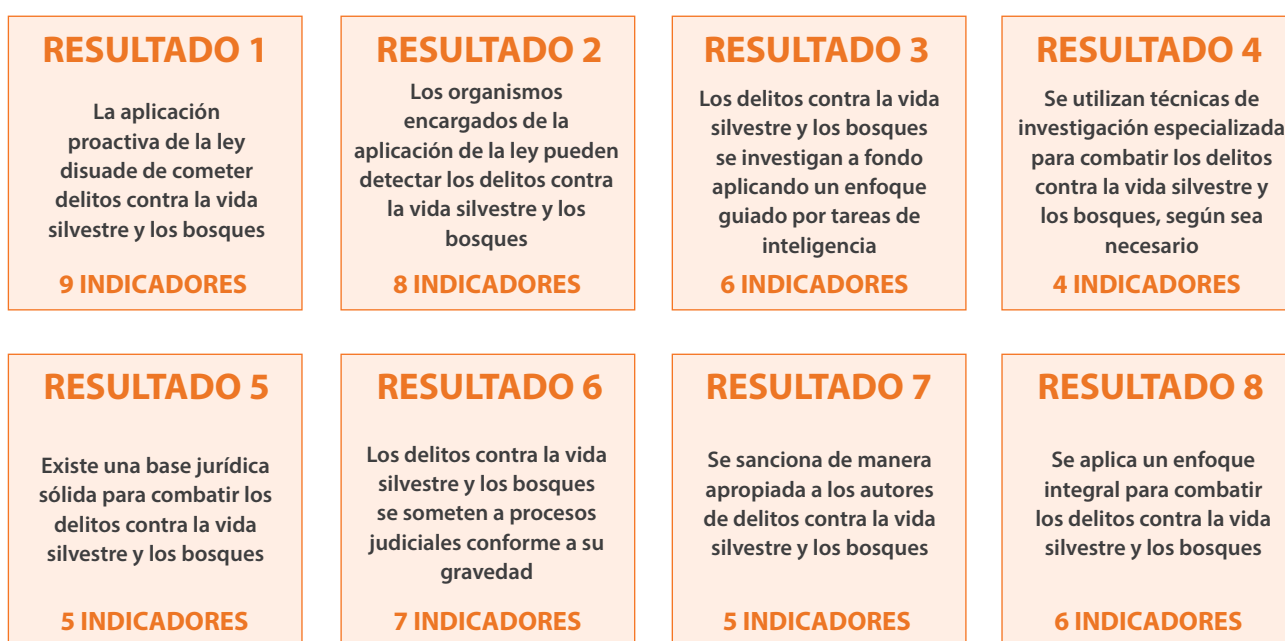 RESULTADO 1
La aplicación
proactiva de la ley
disuade de cometer
delitos contra la vida
silvestre y los bosques
9 INDICADORES
RESULTADO 2
Los organismos
encargados de la
aplicación de la ley pueden
detectar los delitos contra
la vida silvestre y los
bosques
8 INDICADORES
RESULTADO 3
Los delitos contra la vida
silvestre y los bosques
se investigan a fondo
aplicando un enfoque
guiado por tareas de
inteligencia
6 INDICADORES
RESULTADO 4
Se utilizan técnicas de
investigación especializada
para combatir los delitos
contra la vida silvestre y
los bosques, según sea
necesario
4 INDICADORES
RESULTADO 5
Existe una base jurídica
sólida para combatir los
delitos contra la vida
silvestre y los bosques
5 INDICADORES
RESULTADO 6
Los delitos contra la vida
silvestre y los bosques
se someten a procesos
judiciales conforme a su
gravedad
7 INDICADORES
RESULTADO 7
Se sanciona de manera
apropiada a los autores
de delitos contra la vida
silvestre y los bosques
5 INDICADORES
RESULTADO 8
Se aplica un enfoque
integral para combatir
los delitos contra la vida
silvestre y los bosques
6 INDICADORES